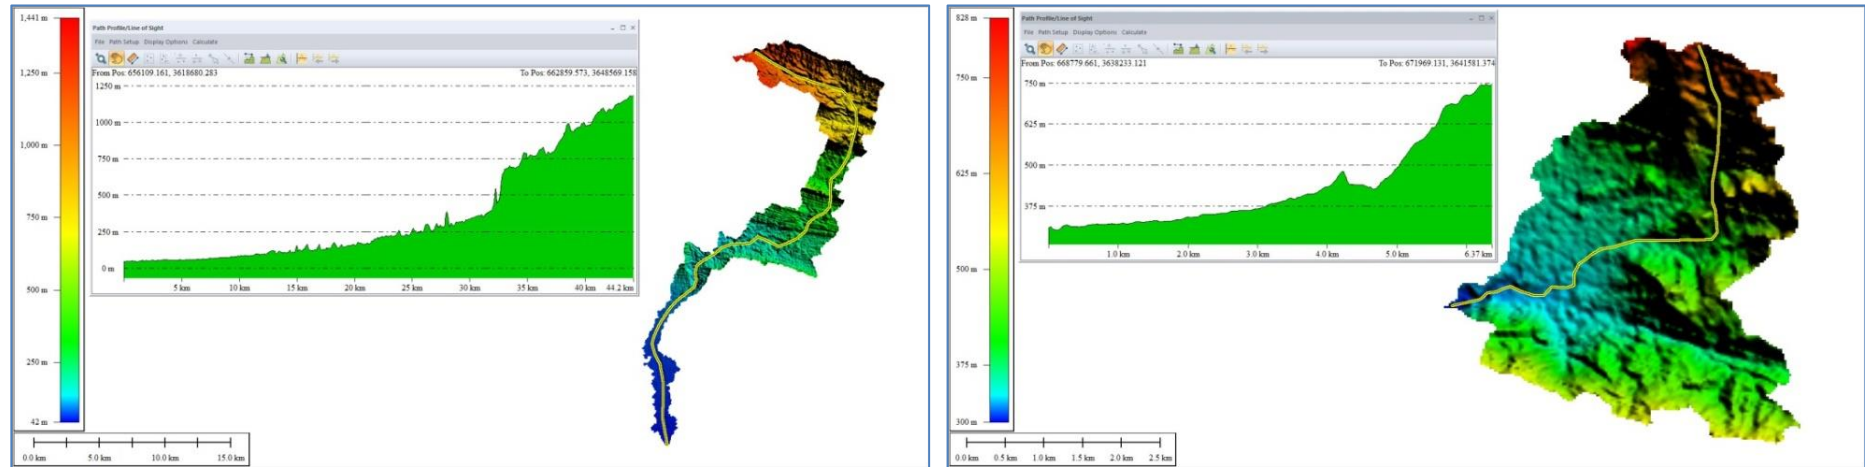 1,441 m
1,250 m
1,000 m
750 m
500 m
250 m
42 m
Path Profile/Line of Sight
File Path Setup Display Options Calculate
From Pos: 656109.161, 3618680.283 To Pos: 662859.573, 3648569.158
1250 m
1000 m
750 m
500 m
250 m
0 m
5 km 10 km 15 km 20 km 25 km 30 km 35 km 40 km 44.2 km
0.0 km 5.0 km 10.0 km 15.0 km
828 m
750 m
625 m
500 m
375 m
300 m
Path Profile/Line of Sight
File Path Setup Display Options Calculate
From Pos: 668779.661, 3638233.121 To Pos: 671969.131, 3641581.374
750 m
625 m
500 m
375 m
1.0 km 2.0 km 3.0 km 4.0 km 5.0 km 6.37 km
0.0 km 0.5 km 1.0 km 1.5 km 2.0 km 2.5 km